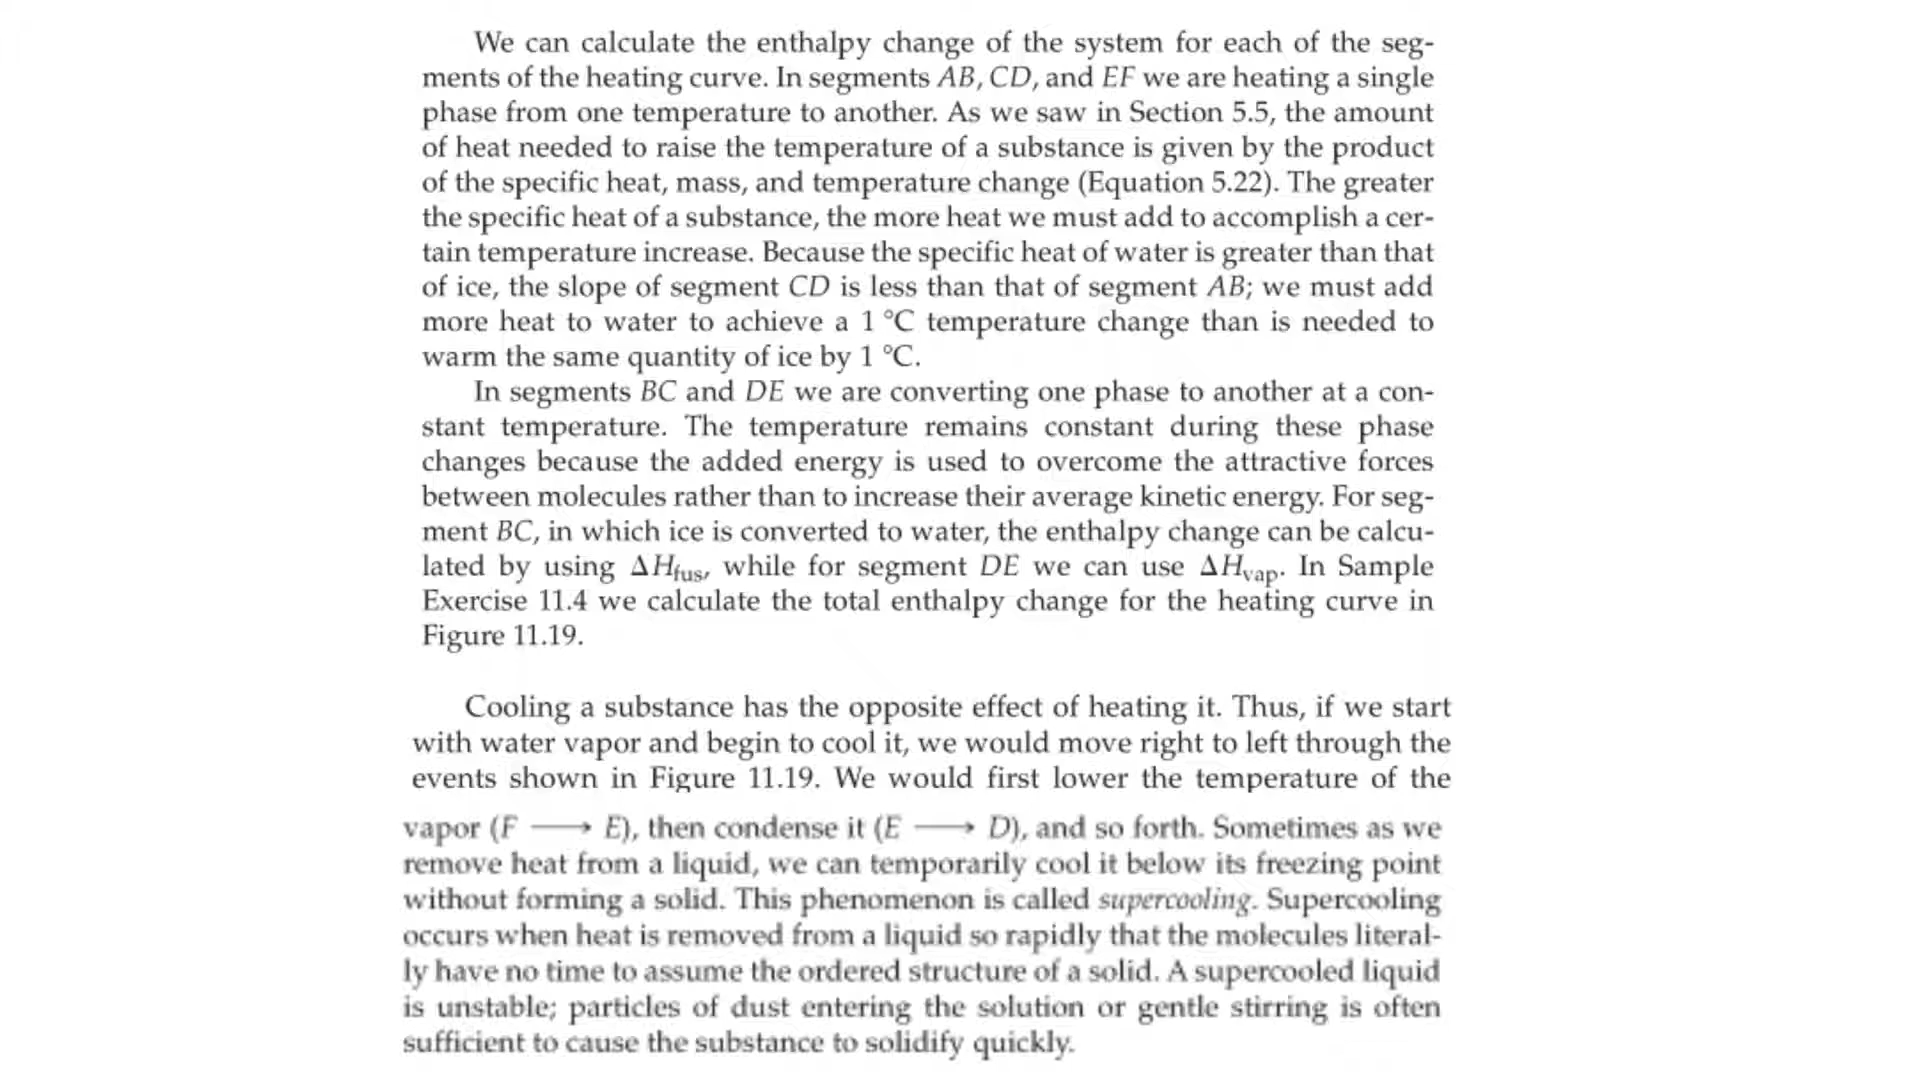 We can calculate the enthalpy change of the system for each of the seg-
ments of the heating curve. In segments AB, CD, and EF we are heating a single
phase from one temperature to another. As we saw in Section 5.5, the amount
of heat needed to raise the temperature of a substance is given by the product
of the specific heat, mass, and temperature change (Equation 5.22). The greater
the specific heat of a substance, the more heat we must add to accomplish a cer-
tain temperature increase. Because the specific heat of water is greater than that
of ice, the slope of segment CD is less than that of segment AB; we must add
more heat to water to achieve a 1 °C temperature change than is needed to
warm the same quantity of ice by 1 °C.
In segments BC and DE we are converting one phase to another at a con-
stant temperature. The temperature remains constant during these phase
changes because the added energy is used to overcome the attractive forces
between molecules rather than to increase their average kinetic energy. For seg-
ment BC, in which ice is converted to water, the enthalpy change can be calcu-
lated by using ΔHfus, while for segment DE we can use ΔHvap. In Sample
Exercise 11.4 we calculate the total enthalpy change for the heating curve in
Figure 11.19.
Cooling a substance has the opposite effect of heating it. Thus, if we start
with water vapor and begin to cool it, we would move right to left through the
events shown in Figure 11.19. We would first lower the temperature of the
vapor (F ⟶ E), then condense it (E ⟶ D), and so forth. Sometimes as we
remove heat from a liquid, we can temporarily cool it below its freezing point
without forming a solid. This phenomenon is called supercooling. Supercooling
occurs when heat is removed from a liquid so rapidly that the molecules literal-
ly have no time to assume the ordered structure of a solid. A supercooled liquid
is unstable; particles of dust entering the solution or gentle stirring is often
sufficient to cause the substance to solidify quickly.